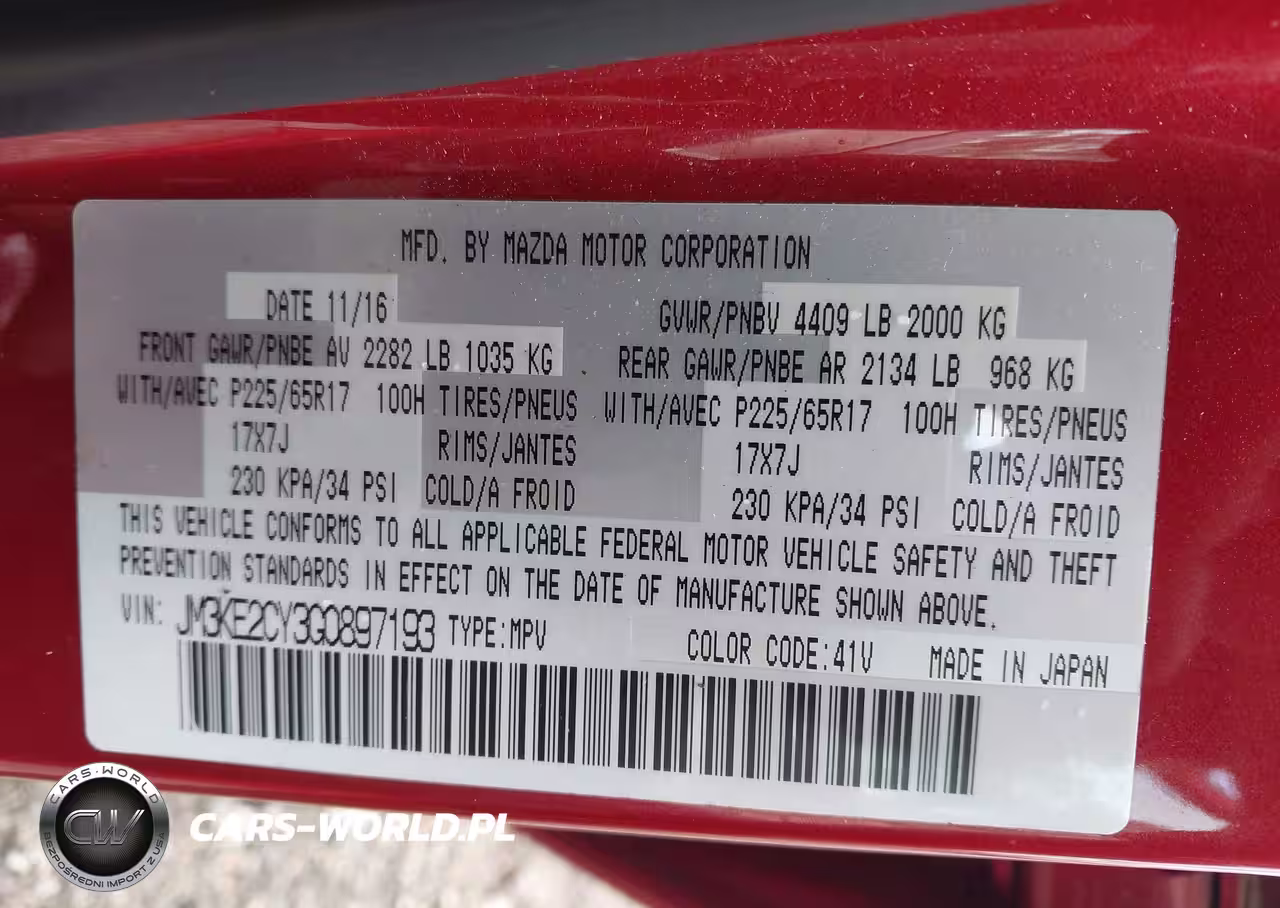 MFD. BY MAZDA MOTOR CORPORATION
DATE 11/16
GVWR/PNBV 4409 LB 2000 KG
FRONT GAWR/PNBE AV 2282 LB 1035 KG
REAR GAWR/PNBE AR 2134 LB 968 KG
WITH/AVEC P225/65R17 100H TIRES/PNEUS
WITH/AVEC P225/65R17 100H TIRES/PNEUS
17X7J RIMS/JANTES
17X7J RIMS/JANTES
230 KPA/34 PSI COLD/A FROID
230 KPA/34 PSI COLD/A FROID
THIS VEHICLE CONFORMS TO ALL APPLICABLE FEDERAL MOTOR VEHICLE SAFETY AND THEFT
PREVENTION STANDARDS IN EFFECT ON THE DATE OF MANUFACTURE SHOWN ABOVE.
VIN: JM3KE2CY3G0897193 TYPE:MPV COLOR CODE:41V MADE IN JAPAN
CARS-WORLD
CW
BEZPOŚREDNI IMPORT Z USA
CARS-WORLD.PL